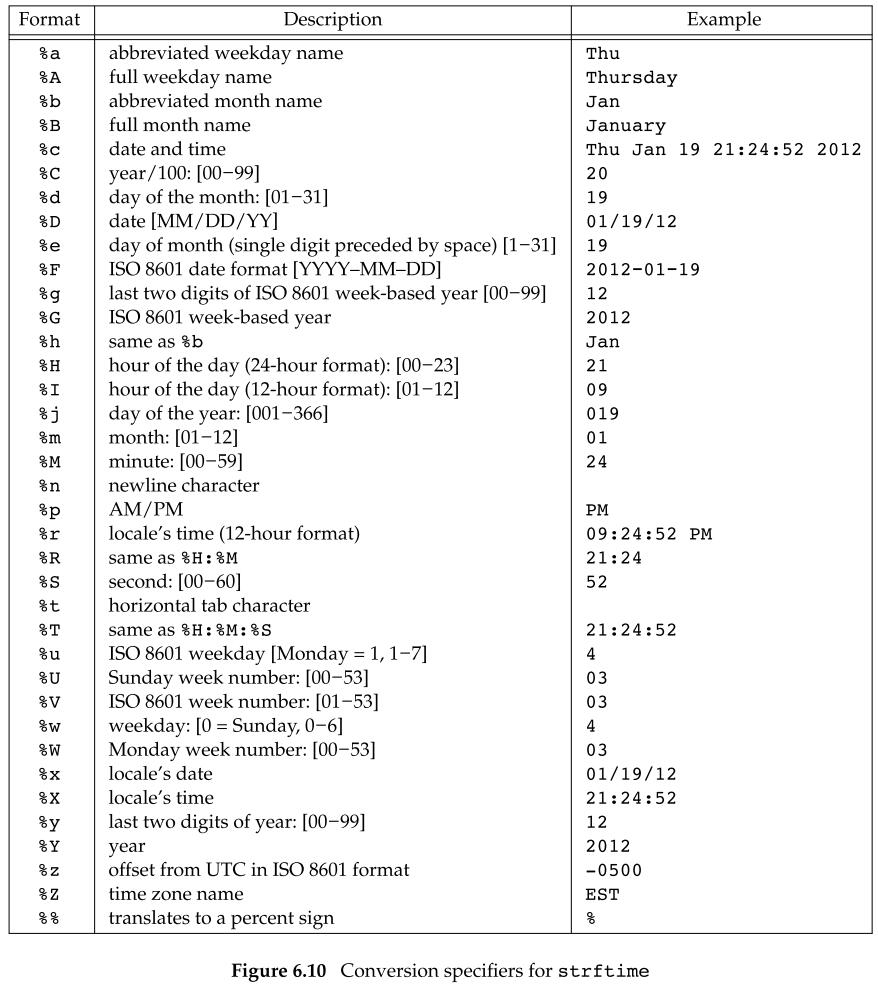 Format Description Example
%a abbreviated weekday name Thu
%A full weekday name Thursday
%b abbreviated month name Jan
%B full month name January
%c date and time Thu Jan 19 21:24:52 2012
%C year/100: [00−99] 20
%d day of the month: [01−31] 19
%D date [MM/DD/YY] 01/19/12
%e day of month (single digit preceded by space) [1−31] 19
%F ISO 8601 date format [YYYY–MM–DD] 2012-01-19
%g last two digits of ISO 8601 week-based year [00−99] 12
%G ISO 8601 week-based year 2012
%h same as %b Jan
%H hour of the day (24-hour format): [00−23] 21
%I hour of the day (12-hour format): [01−12] 09
%j day of the year: [001−366] 019
%m month: [01−12] 01
%M minute: [00−59] 24
%n newline character
%p AM/PM PM
%r locale’s time (12-hour format) 09:24:52 PM
%R same as %H:%M 21:24
%S second: [00−60] 52
%t horizontal tab character
%T same as %H:%M:%S 21:24:52
%u ISO 8601 weekday [Monday = 1, 1−7] 4
%U Sunday week number: [00−53] 03
%V ISO 8601 week number: [01−53] 03
%w weekday: [0 = Sunday, 0−6] 4
%W Monday week number: [00−53] 03
%x locale’s date 01/19/12
%X locale’s time 21:24:52
%y last two digits of year: [00−99] 12
%Y year 2012
%z offset from UTC in ISO 8601 format -0500
%Z time zone name EST
%% translates to a percent sign %
Figure 6.10 Conversion specifiers for strftime